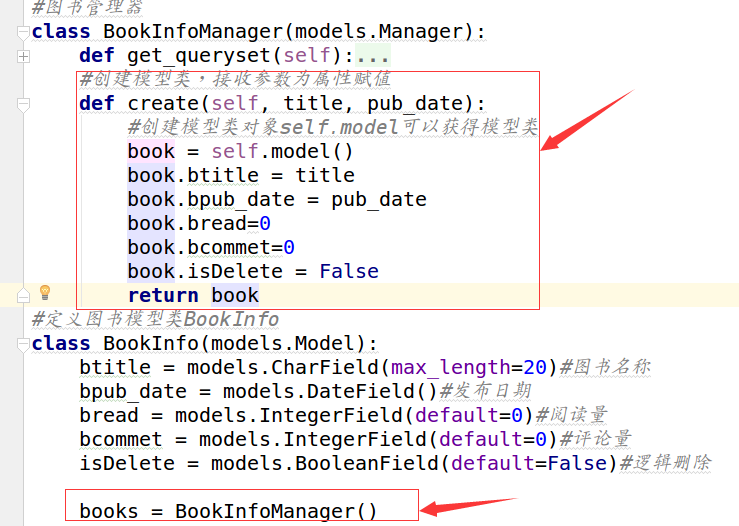 #图书管理器
class BookInfoManager(models.Manager):
    def get_queryset(self):...
    #创建模型类，接收参数为属性赋值
    def create(self, title, pub_date):
        #创建模型类对象self.model可以获得模型类
        book = self.model()
        book.btitle = title
        book.bpub_date = pub_date
        book.bread=0
        book.bcommet=0
        book.isDelete = False
        return book
#定义图书模型类BookInfo
class BookInfo(models.Model):
    btitle = models.CharField(max_length=20)#图书名称
    bpub_date = models.DateField()#发布日期
    bread = models.IntegerField(default=0)#阅读量
    bcommet = models.IntegerField(default=0)#评论量
    isDelete = models.BooleanField(default=False)#逻辑删除
    books = BookInfoManager()